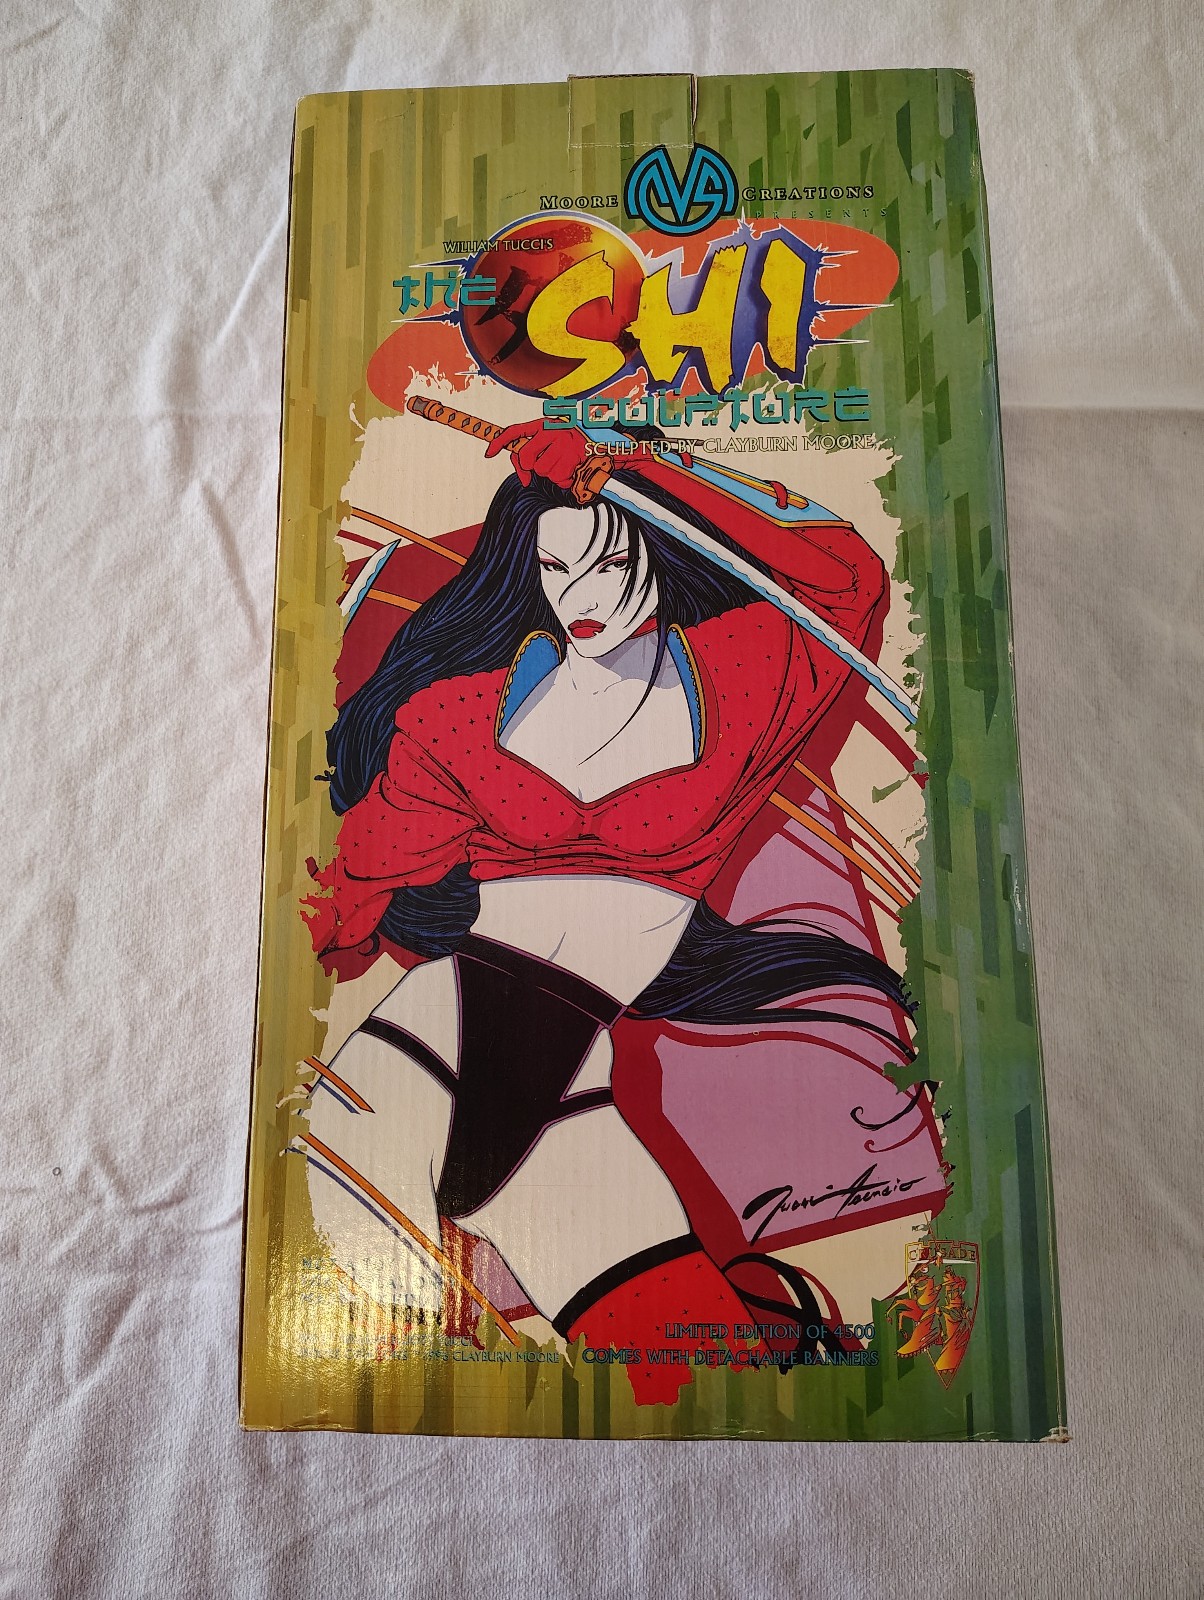 MOORE CREATIONS
PRESENTS
WILLIAM TUCCI'S
the SHI
SCULPTURE
SCULPTED BY CLAYBURN MOORE
CRUSADE
LIMITED EDITION OF 4500
CLAYBURN MOORE
COMES WITH DETACHABLE BANNERS